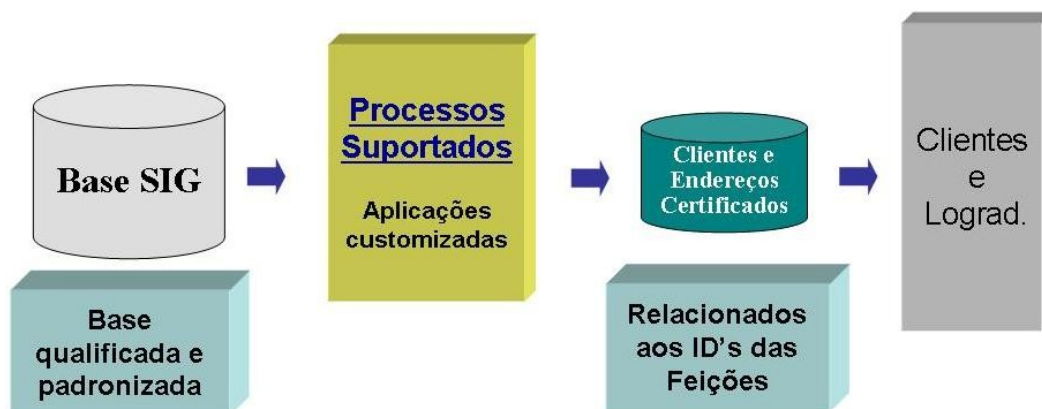 Base SIG
Base
qualificada e
padronizada
Processos
Suportados
Aplicações
customizadas
Clientes e
Endereços
Certificados
Relacionados
aos ID's das
Feições
Clientes
e
Lograd.